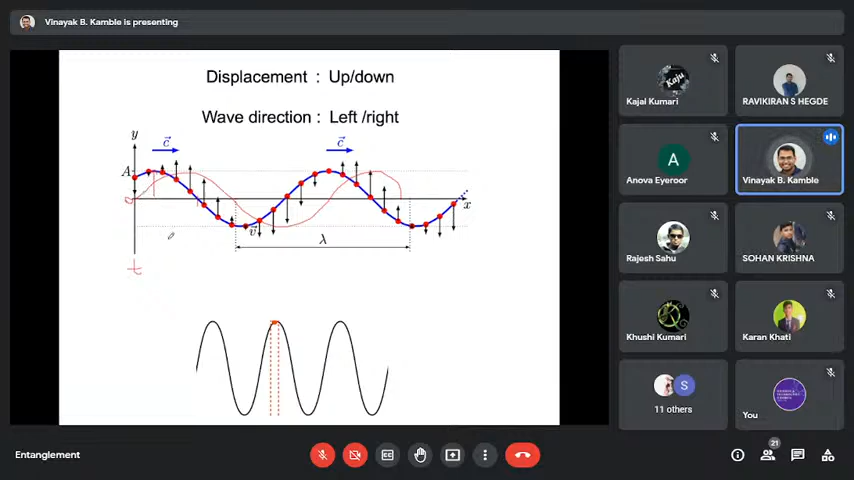 Vinayak B. Kamble is presenting
Displacement : Up/down
Wave direction : Left /right
y
c
c
A
x
v
λ
t
Kajal Kumari
RAVIKIRAN S HEGDE
A
Anova Eyeroor
Vinayak B. Kamble
Rajesh Sahu
SOHAN KRISHNA
Khushi Kumari
Karan Khati
S
11 others
You
Entanglement
CC
21